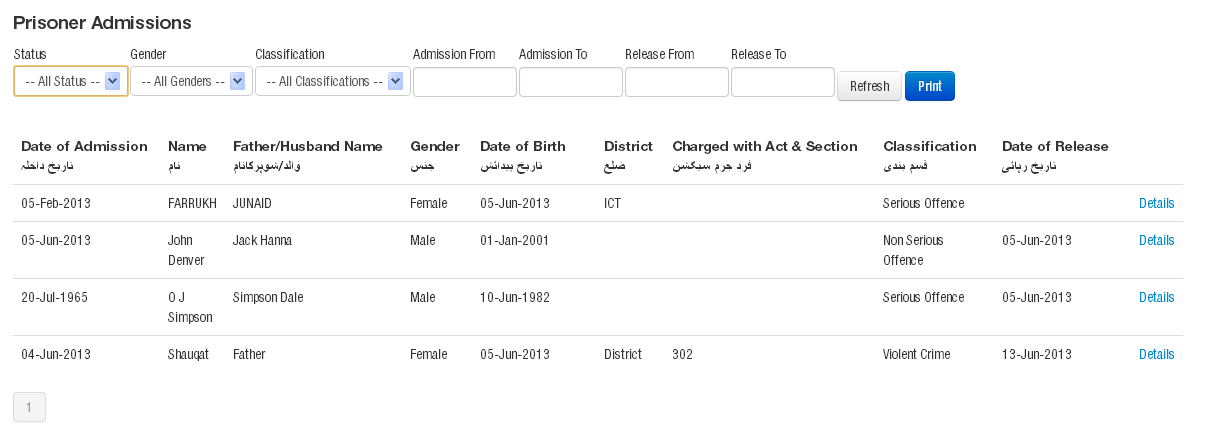 Prisoner Admissions
Status Gender Classification Admission From Admission To Release From Release To
-- All Status -- -- All Genders -- -- All Classifications -- Refresh Print
Date of Admission Name Father/Husband Name Gender Date of Birth District Charged with Act & Section Classification Date of Release
تاریخ داخلہ نام والد/شوہرکانام جنس تاریخ پیدائش ضلع فرد جرم سیکشن قسم بندی تاریخ رہائی
05-Feb-2013 FARRUKH JUNAID Female 05-Jun-2013 ICT Serious Offence Details
05-Jun-2013 John Jack Hanna Male 01-Jan-2001 Non Serious 05-Jun-2013 Details
Denver Offence
20-Jul-1965 O J Simpson Dale Male 10-Jun-1982 Serious Offence 05-Jun-2013 Details
Simpson
04-Jun-2013 Shauqat Father Female 05-Jun-2013 District 302 Violent Crime 13-Jun-2013 Details
1